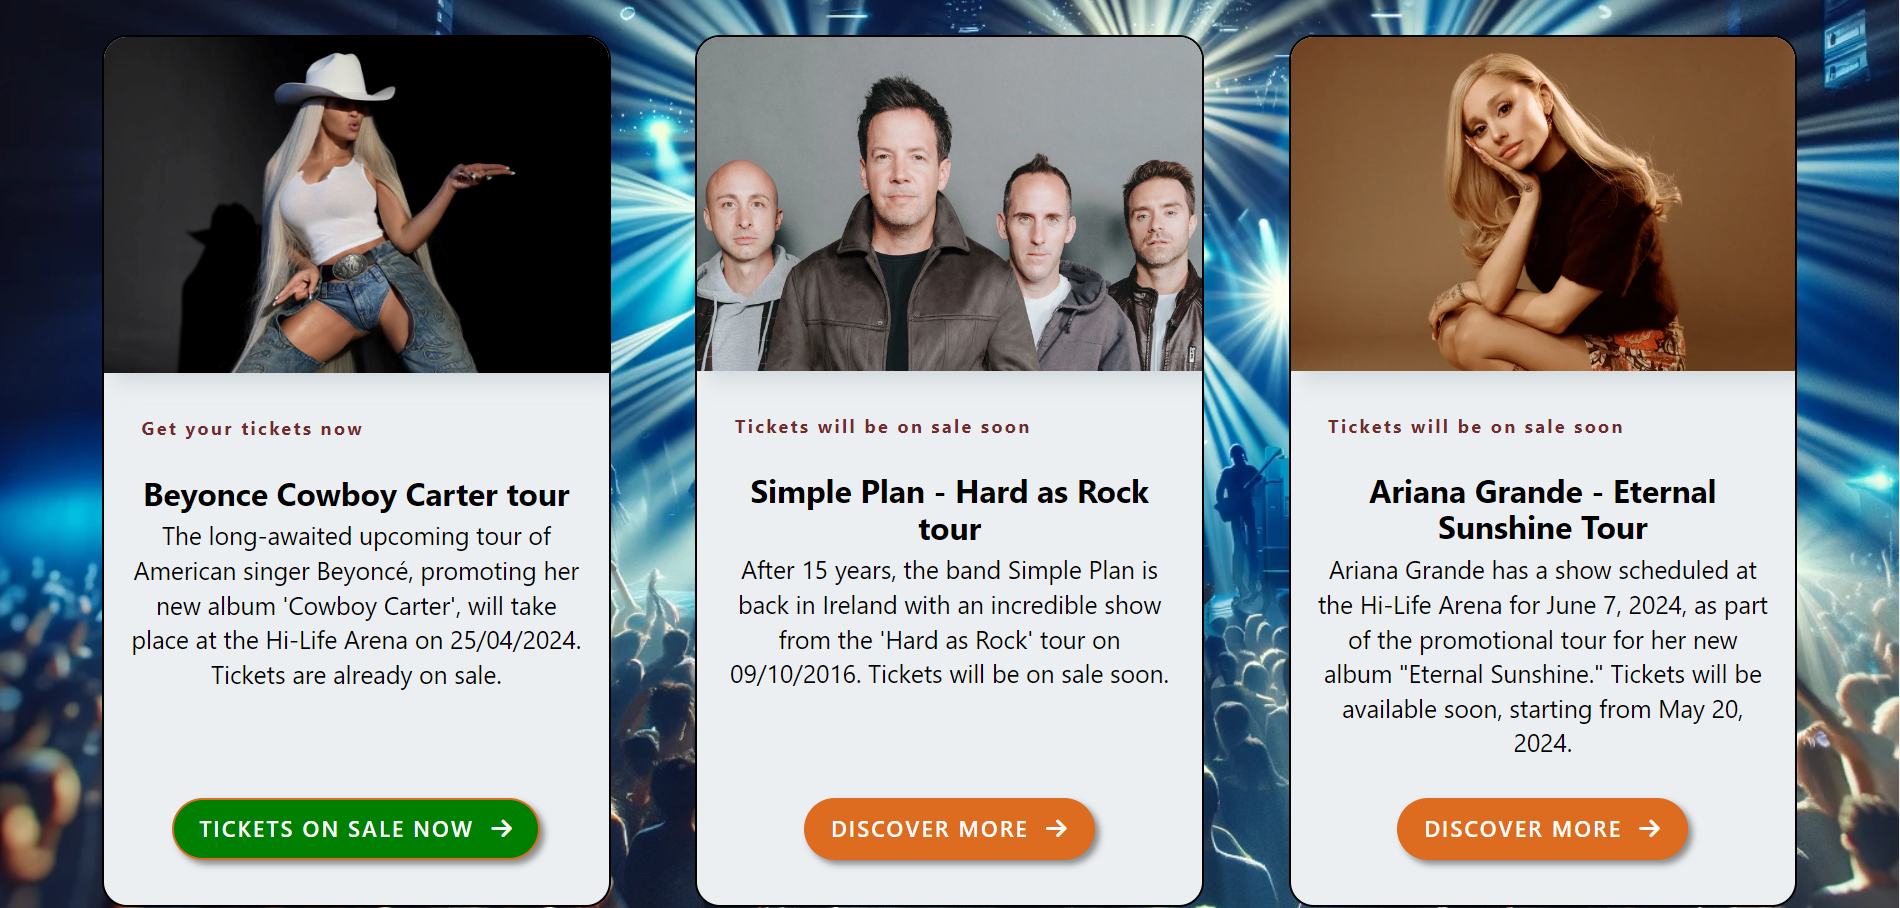 Get your tickets now
Beyonce Cowboy Carter tour
The long-awaited upcoming tour of
American singer Beyoncé, promoting her
new album 'Cowboy Carter', will take
place at the Hi-Life Arena on 25/04/2024.
Tickets are already on sale.
TICKETS ON SALE NOW →
Tickets will be on sale soon
Simple Plan - Hard as Rock
tour
After 15 years, the band Simple Plan is
back in Ireland with an incredible show
from the 'Hard as Rock' tour on
09/10/2016. Tickets will be on sale soon.
DISCOVER MORE →
Tickets will be on sale soon
Ariana Grande - Eternal
Sunshine Tour
Ariana Grande has a show scheduled at
the Hi-Life Arena for June 7, 2024, as part
of the promotional tour for her new
album "Eternal Sunshine." Tickets will be
available soon, starting from May 20,
2024.
DISCOVER MORE →